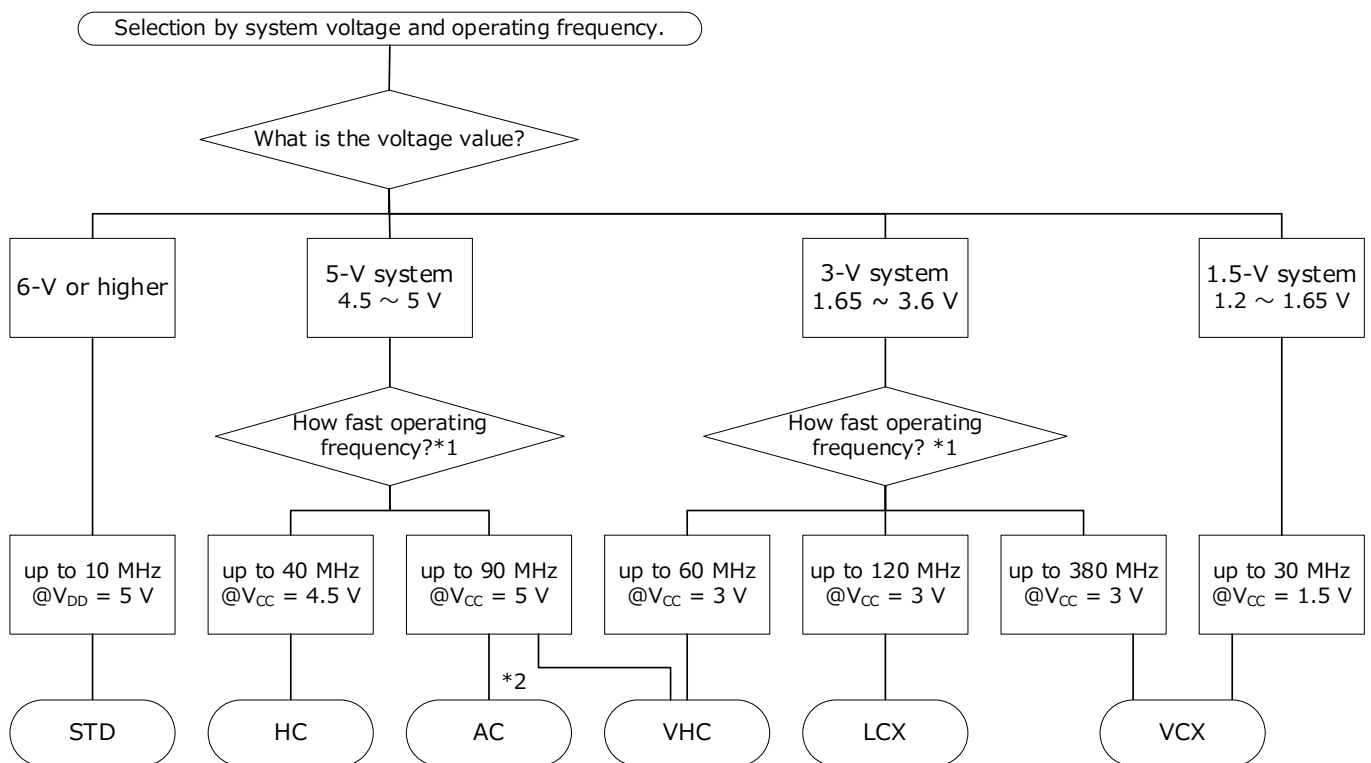 Selection by system voltage and operating frequency.
What is the voltage value?
6-V or higher
5-V system
4.5 ～ 5 V
3-V system
1.65 ~ 3.6 V
1.5-V system
1.2 ～ 1.65 V
How fast operating
frequency?*1
How fast operating
frequency? *1
up to 10 MHz
@VDD = 5 V
up to 40 MHz
@VCC = 4.5 V
up to 90 MHz
@VCC = 5 V
up to 60 MHz
@VCC = 3 V
up to 120 MHz
@VCC = 3 V
up to 380 MHz
@VCC = 3 V
up to 30 MHz
@VCC = 1.5 V
*2
STD
HC
AC
VHC
LCX
VCX